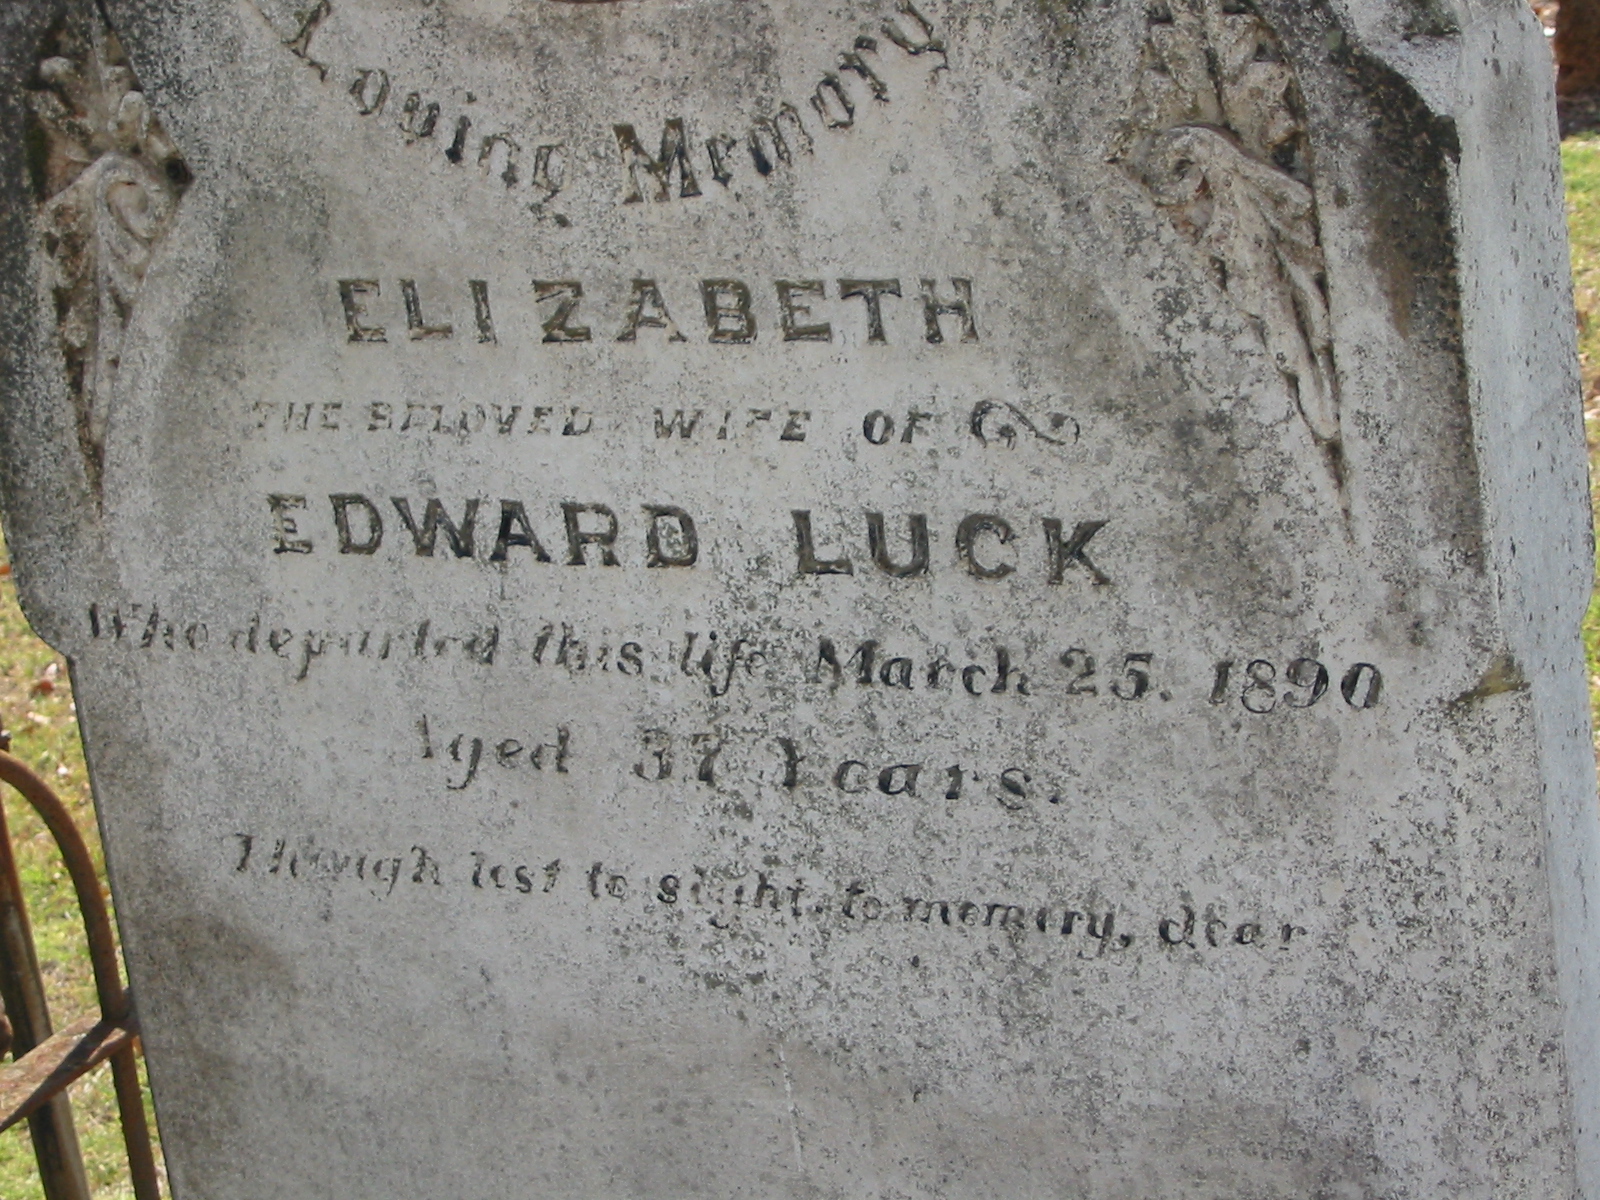 Loving Memory
ELIZABETH
THE BELOVED WIFE OF
EDWARD LUCK
Who departed this life March 25. 1890
Aged 37 Years.
Though lost to sight, to memory, dear